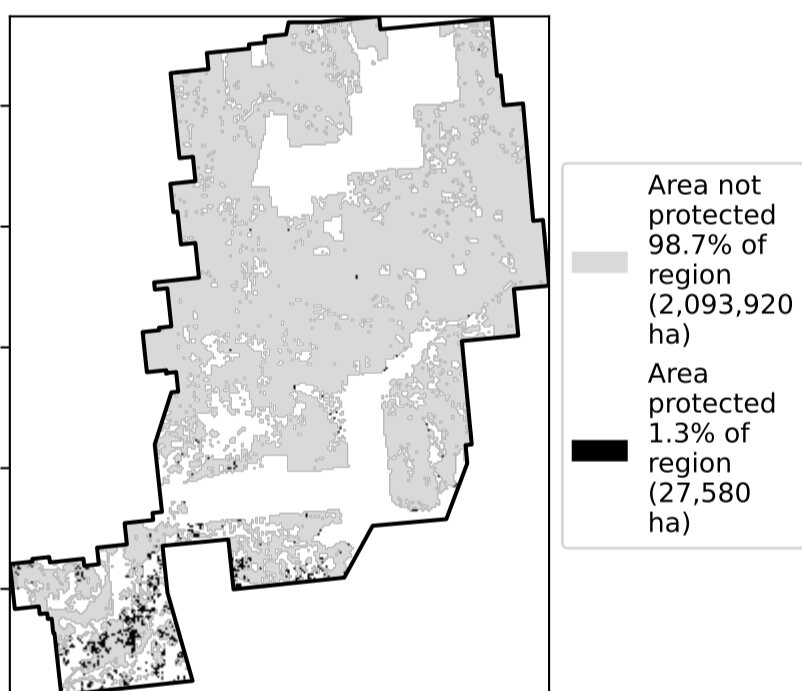 Area not
protected
98.7% of
region
(2,093,920
ha)
Area
protected
1.3% of
region
(27,580
ha)